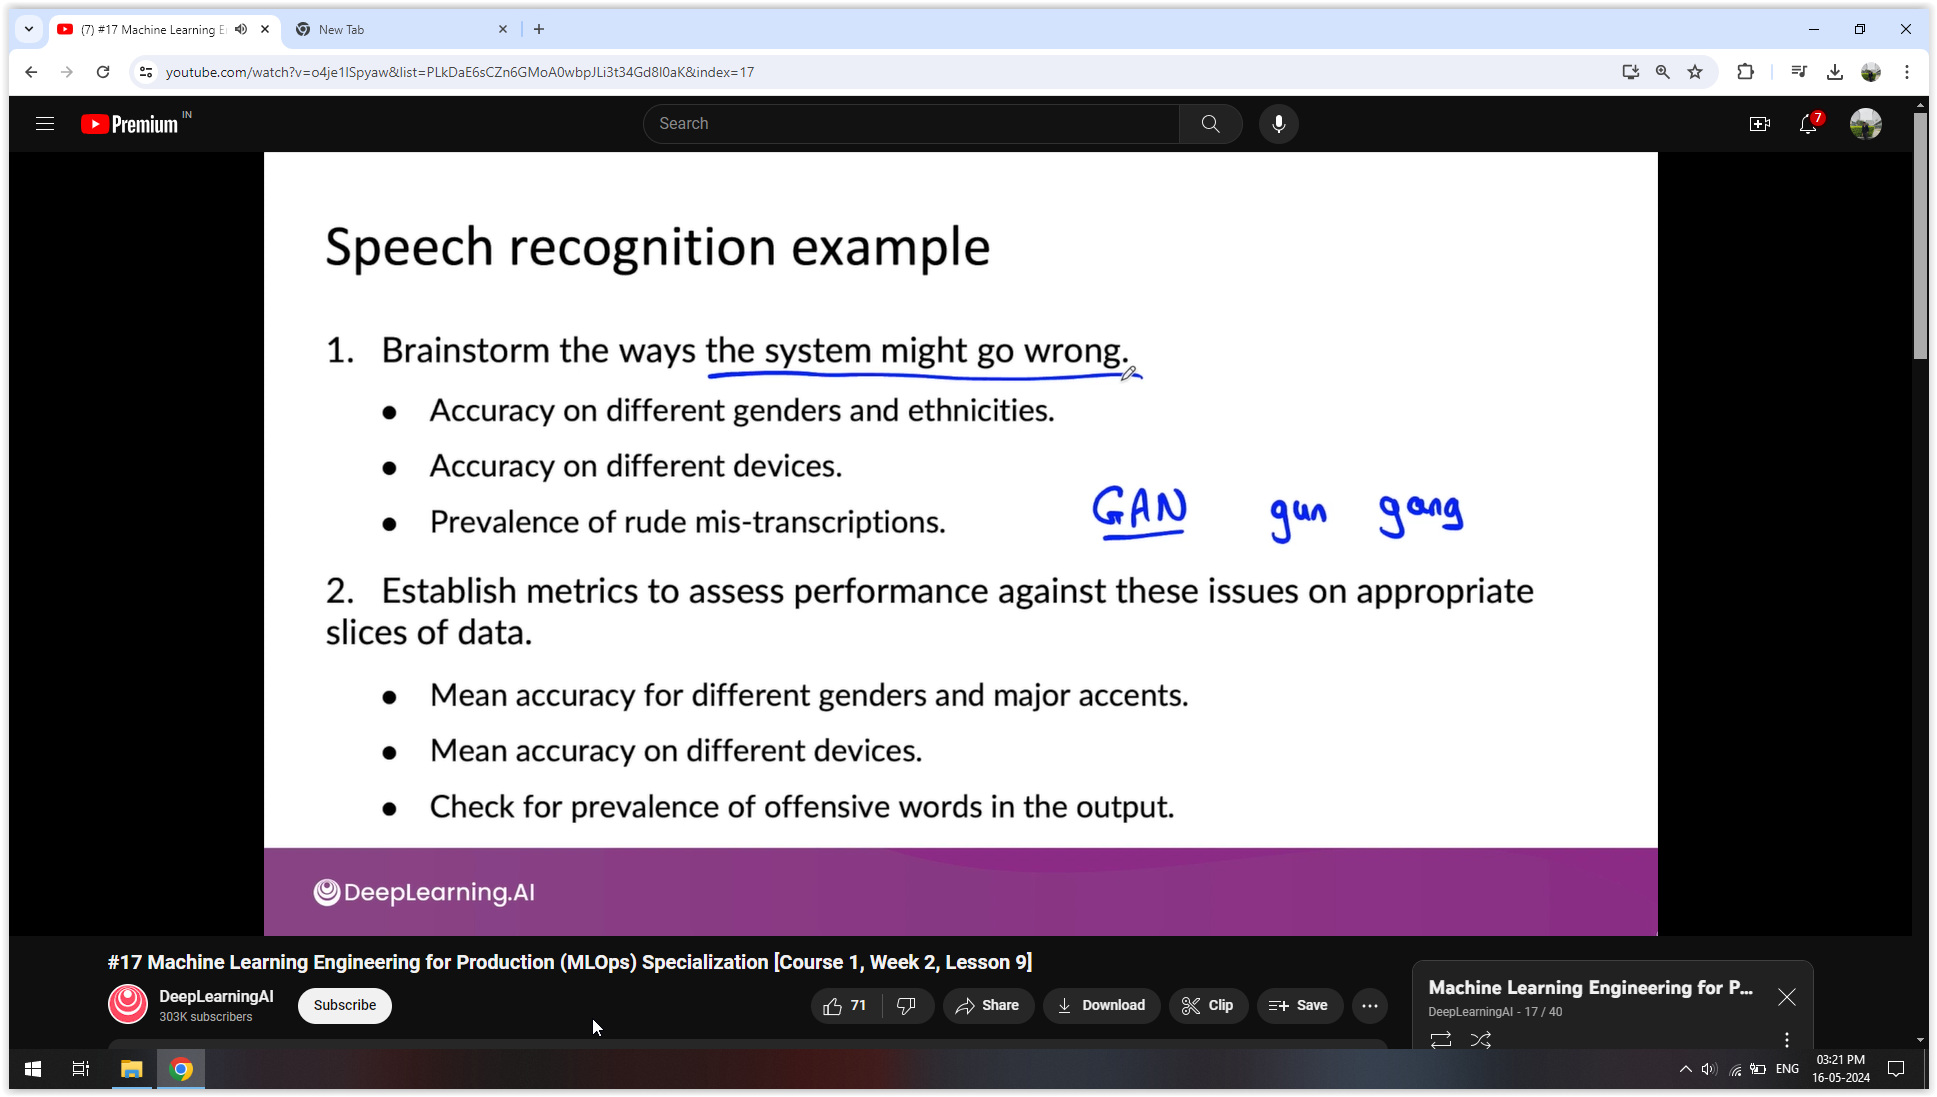 (7) #17 Machine Learning E
New Tab
youtube.com/watch?v=o4je1ISpyaw&list=PLkDaE6sCZn6GMoA0wbpJLi3t34Gd8I0aK&index=17
Premium IN
Search
7
Speech recognition example
1. Brainstorm the ways the system might go wrong.
● Accuracy on different genders and ethnicities.
● Accuracy on different devices.
● Prevalence of rude mis-transcriptions.
GAN gun gang
2. Establish metrics to assess performance against these issues on appropriate
slices of data.
● Mean accuracy for different genders and major accents.
● Mean accuracy on different devices.
● Check for prevalence of offensive words in the output.
DeepLearning.AI
#17 Machine Learning Engineering for Production (MLOps) Specialization [Course 1, Week 2, Lesson 9]
DeepLearningAI
303K subscribers
Subscribe
71
Share
Download
Clip
Save
Machine Learning Engineering for P...
DeepLearningAI - 17 / 40
ENG
03:21 PM
16-05-2024